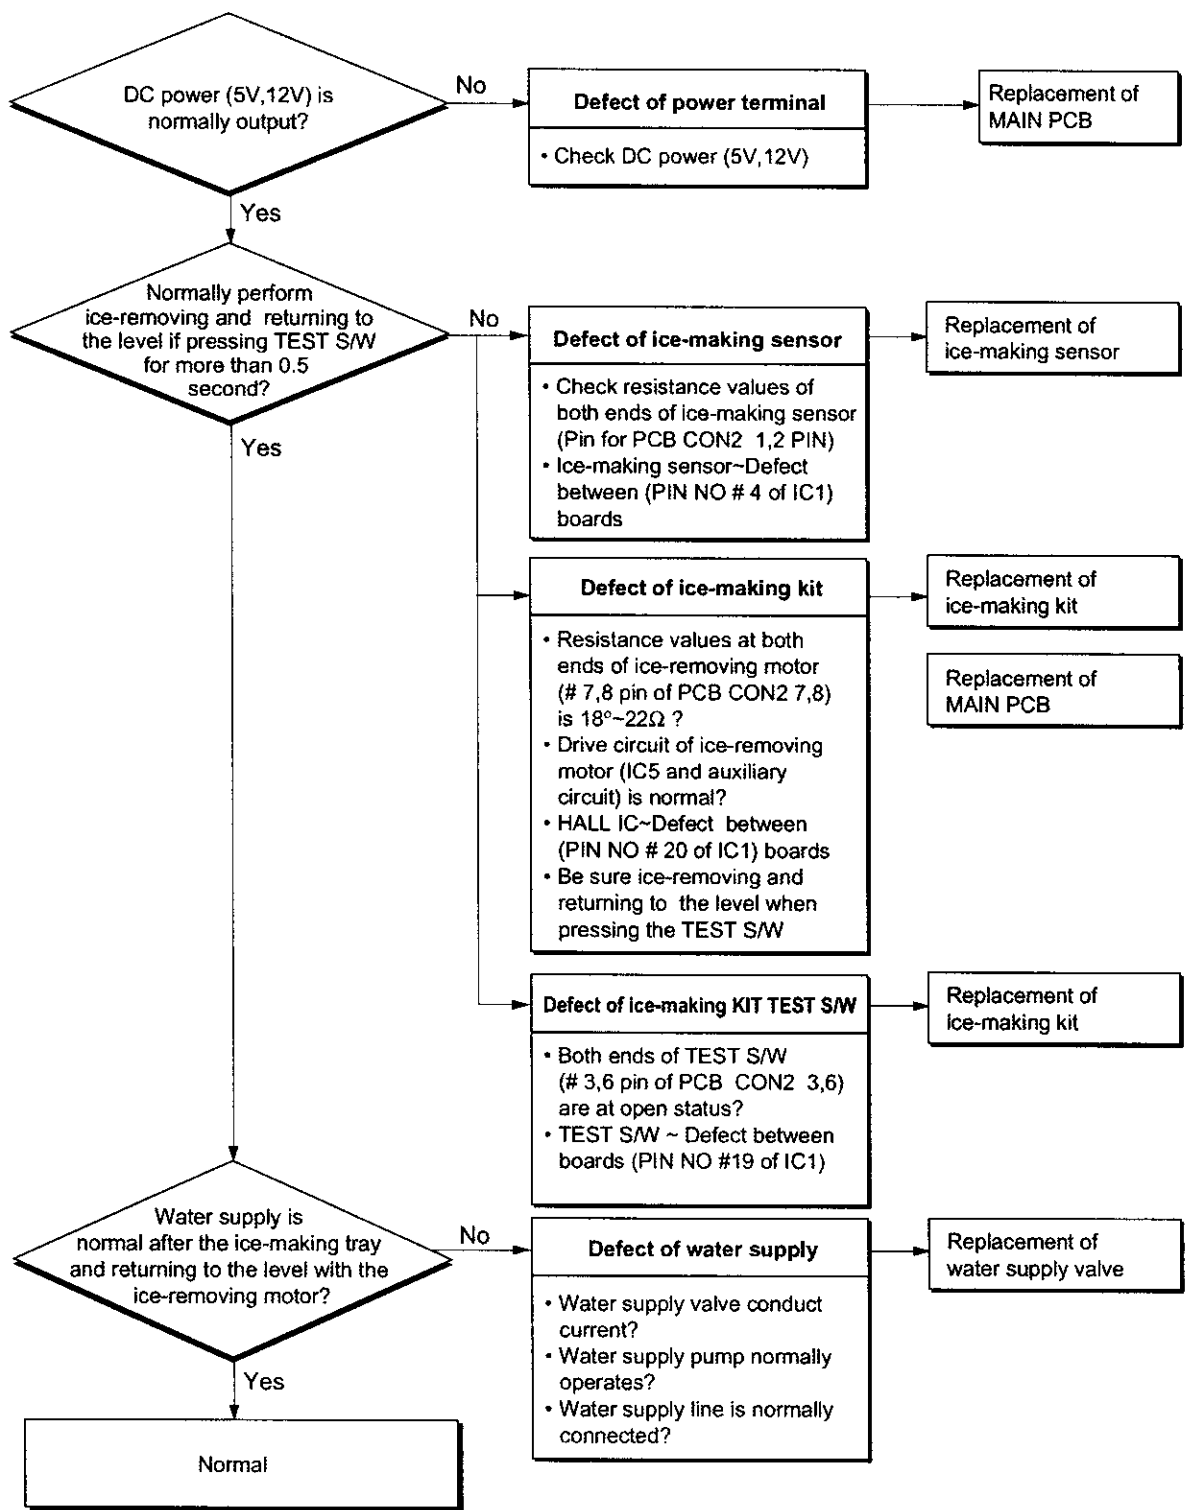 DC power (5V,12V) is
normally output?
No
Defect of power terminal
• Check DC power (5V,12V)
Replacement of
MAIN PCB
Yes
Normally perform
ice-removing and returning to
the level if pressing TEST S/W
for more than 0.5
second?
No
Defect of ice-making sensor
• Check resistance values of
both ends of ice-making sensor
(Pin for PCB CON2 1,2 PIN)
• Ice-making sensor~Defect
between (PIN NO # 4 of IC1)
boards
Replacement of
ice-making sensor
Yes
Defect of ice-making kit
• Resistance values at both
ends of ice-removing motor
(# 7,8 pin of PCB CON2 7,8)
is 18°~22Ω ?
• Drive circuit of ice-removing
motor (IC5 and auxiliary
circuit) is normal?
• HALL IC~Defect between
(PIN NO # 20 of IC1) boards
• Be sure ice-removing and
returning to the level when
pressing the TEST S/W
Replacement of
ice-making kit
Replacement of
MAIN PCB
Defect of ice-making KIT TEST S/W
• Both ends of TEST S/W
(# 3,6 pin of PCB CON2 3,6)
are at open status?
• TEST S/W ~ Defect between
boards (PIN NO #19 of IC1)
Replacement of
ice-making kit
Water supply is
normal after the ice-making tray
and returning to the level with the
ice-removing motor?
No
Defect of water supply
• Water supply valve conduct
current?
• Water supply pump normally
operates?
• Water supply line is normally
connected?
Replacement of
water supply valve
Yes
Normal